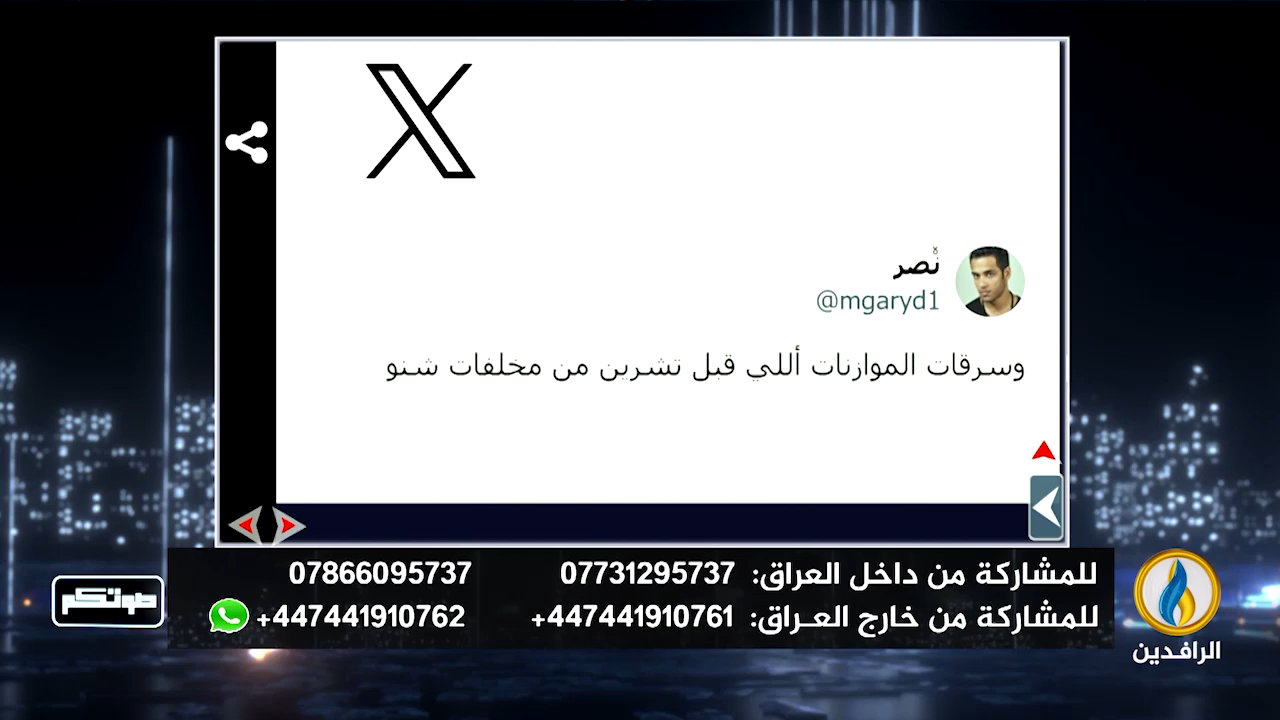 نصر
@mgaryd1
وسرقات الموازنات أللي قبل تشرين من مخلفات شنو
للمشاركة من داخل العراق: 07731295737 07866095737
للمشاركة من خارج العراق: 447441910761+ 447441910762+
صوتكم
الرافدين